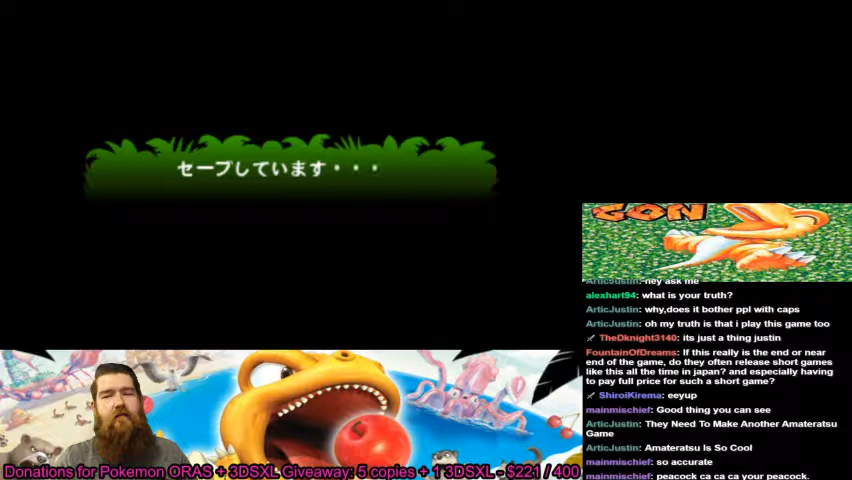 セーブしています・・・
GON
ArticJustin: hey ask me
alexhart94: what is your truth?
ArticJustin: why,does it bother ppl with caps
ArticJustin: oh my truth is that i play this game too
TheDknight3140: its just a thing justin
FountainOfDreams: If this really is the end or near
end of the game, do they often release short games
like this all the time in japan? and especially having
to pay full price for such a short game?
ShiroiKirema: eeyup
mainmischief: Good thing you can see
ArticJustin: They Need To Make Another Amateratsu
Game
ArticJustin: Amateratsu Is So Cool
mainmischief: so accurate
mainmischief: peacock ca ca ca your peacock.
Donations for Pokemon ORAS + 3DSXL Giveaway: 5 copies + 1 3DSXL - $221 / 400